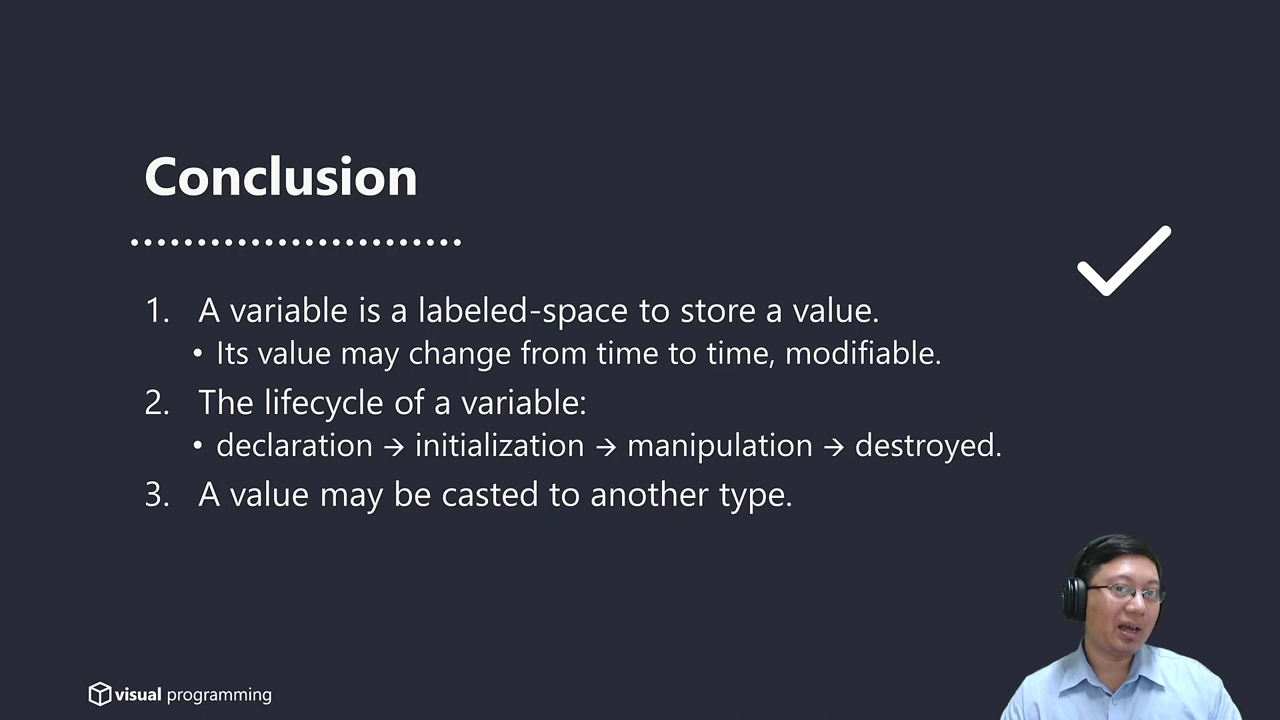 Conclusion
1. A variable is a labeled-space to store a value.
• Its value may change from time to time, modifiable.
2. The lifecycle of a variable:
• declaration → initialization → manipulation → destroyed.
3. A value may be casted to another type.
visual programming